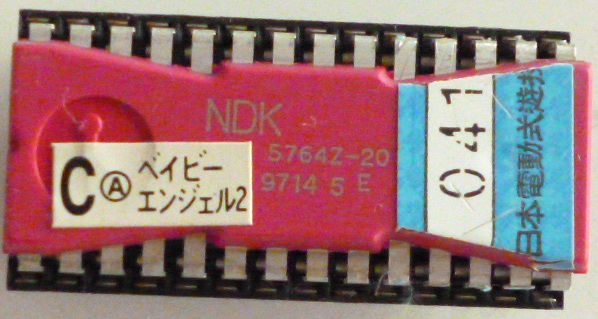 NDK
5764Z-20
9714 5 E
C Ⓐ ベイビー
エンジェル2
041
日本電動式遊技